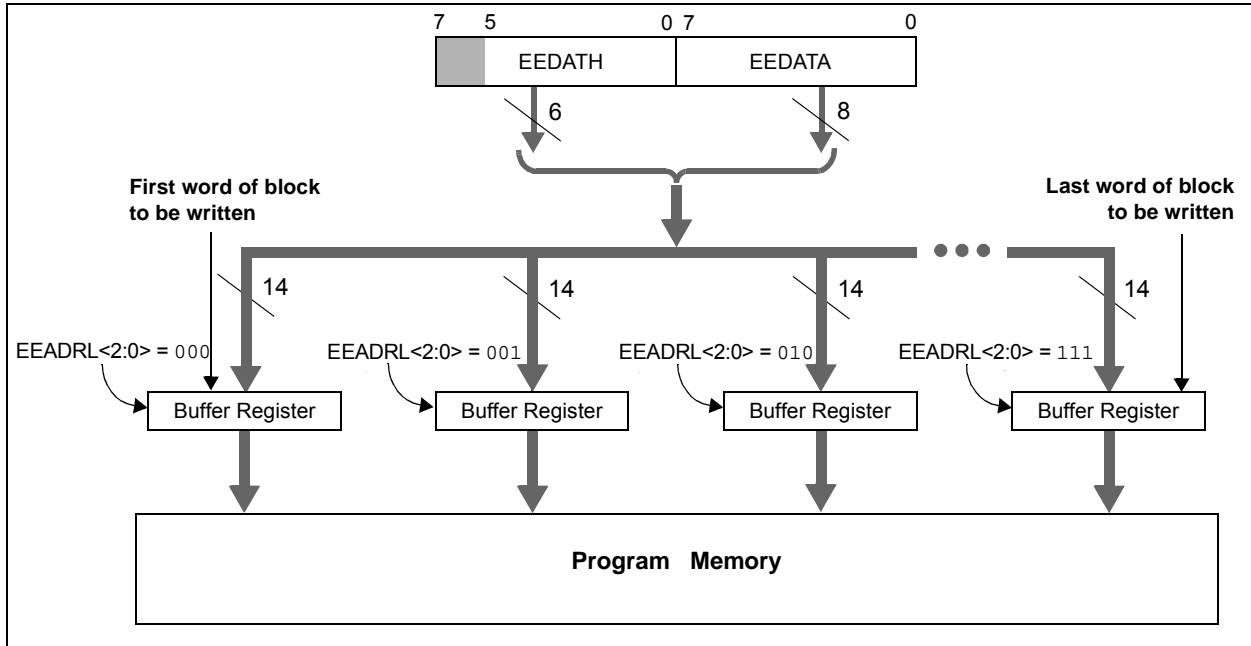 7 5 0 7 0
EEDATH EEDATA
6 8
First word of block
to be written
Last word of block
to be written
14 14 14 14
EEADRL<2:0> = 000 EEADRL<2:0> = 001 EEADRL<2:0> = 010 EEADRL<2:0> = 111
Buffer Register Buffer Register Buffer Register Buffer Register
Program Memory